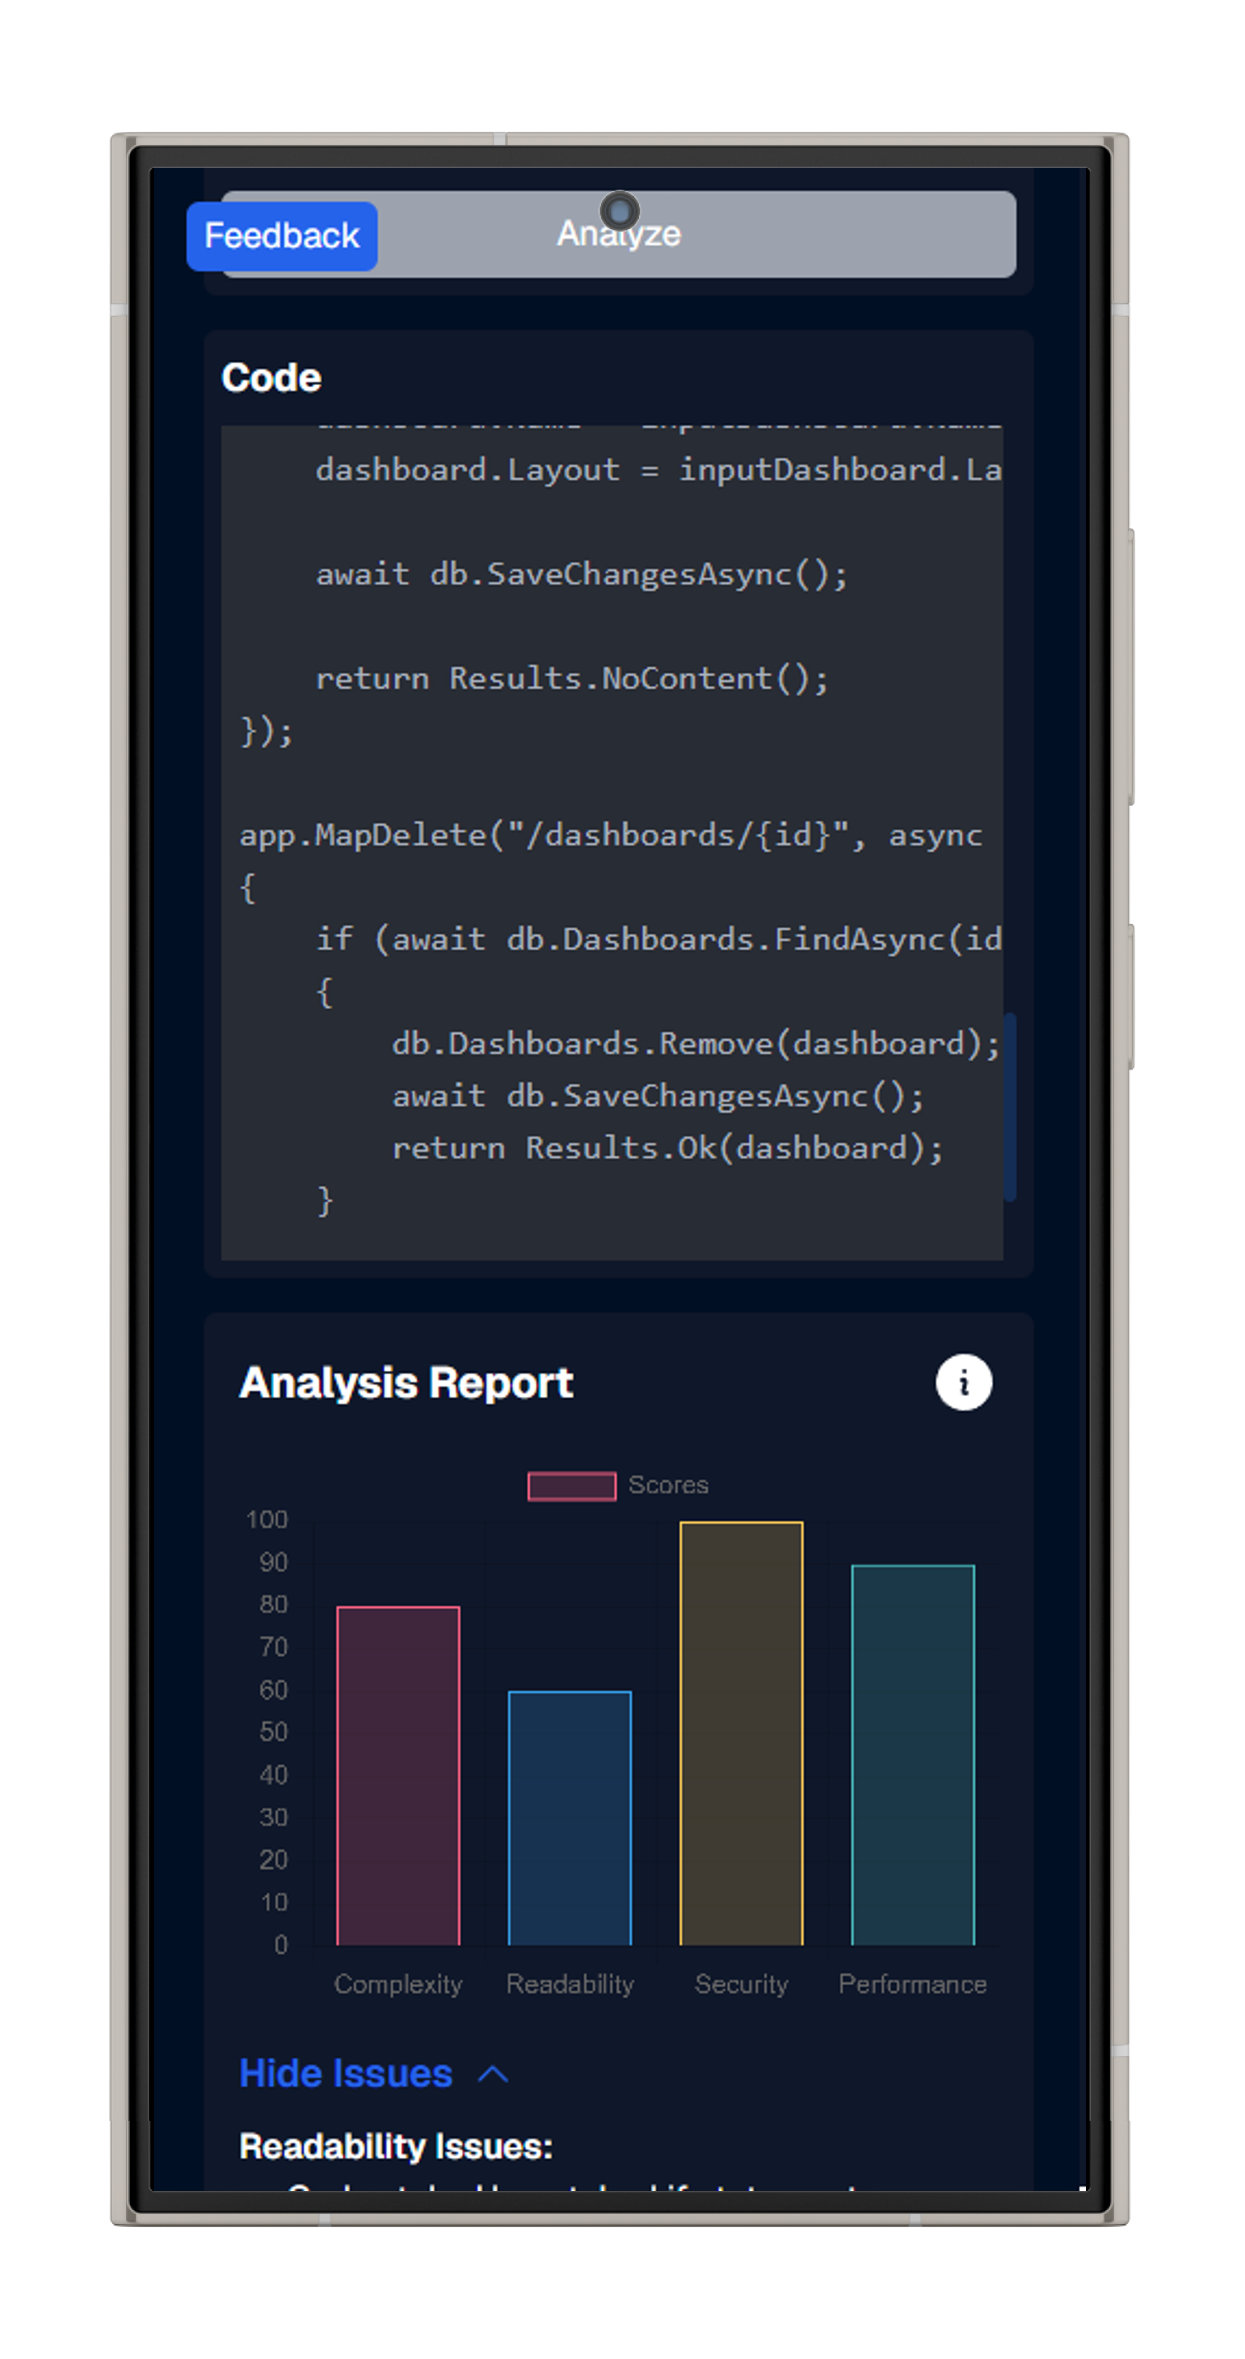 Feedback
Analyze
Code
dashboard.Layout = inputDashboard.La
await db.SaveChangesAsync();
return Results.NoContent();
});
app.MapDelete("/dashboards/{id}", async
{
if (await db.Dashboards.FindAsync(id
{
db.Dashboards.Remove(dashboard);
await db.SaveChangesAsync();
return Results.Ok(dashboard);
}
Analysis Report
i
Scores
100
90
80
70
60
50
40
30
20
10
0
Complexity Readability Security Performance
Hide Issues
Readability Issues: